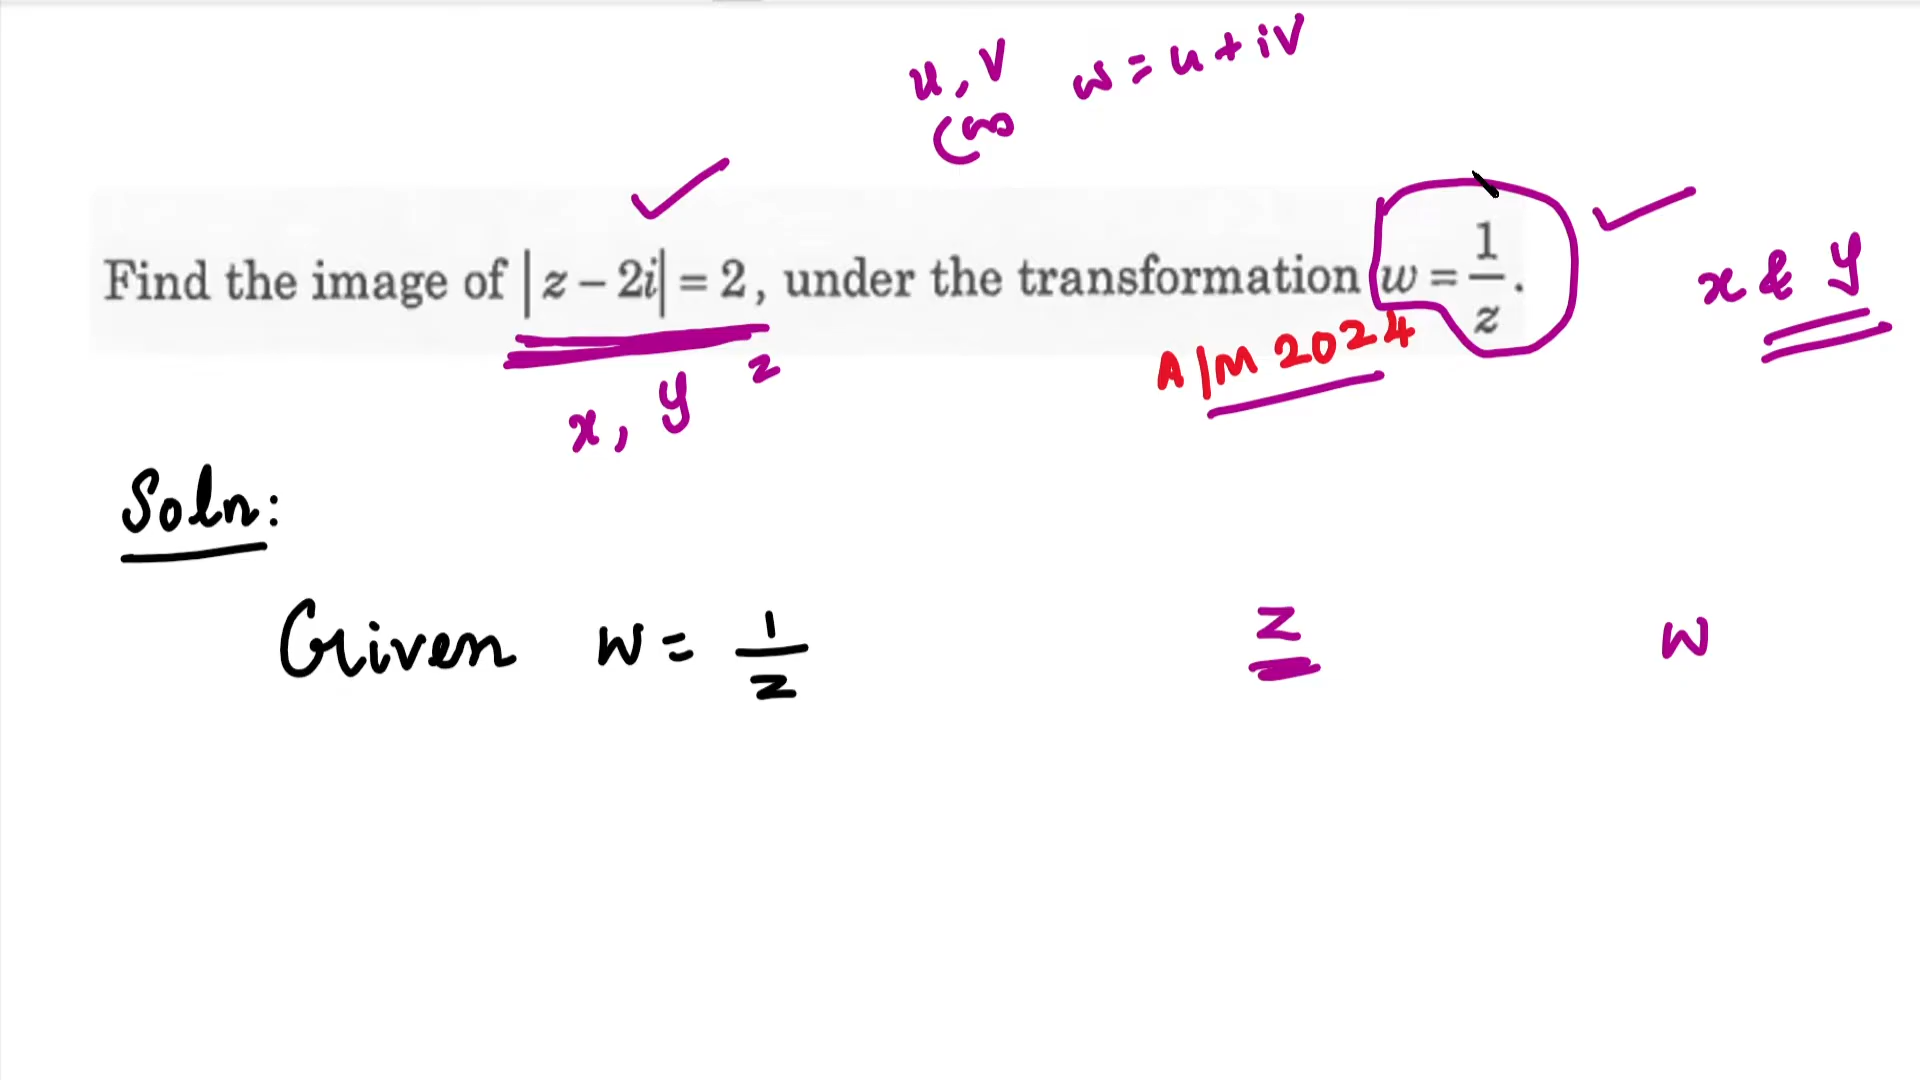 u, v w = u + iv
Find the image of | z – 2i| = 2, under the transformation w = 1/z.
x & y
A/M 2024
x, y z
Soln:
Given w = 1/z z w